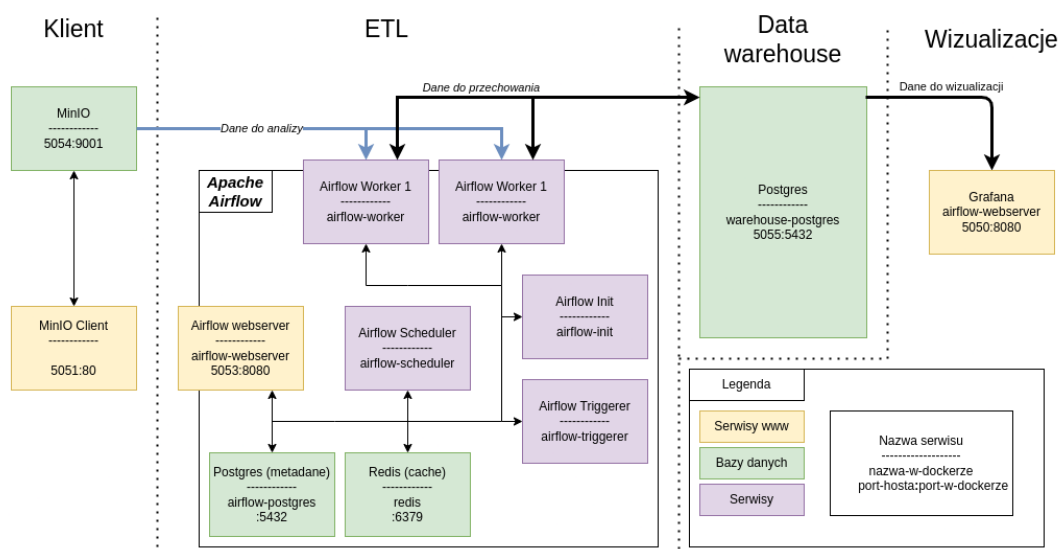 Klient
ETL
Data
warehouse
Wizualizacje
MinIO
------------
5054:9001
Dane do analizy
Dane do przechowania
Dane do wizualizacji
Apache
Airflow
Airflow Worker 1
------------
airflow-worker
Airflow Worker 1
------------
airflow-worker
Postgres
------------
warehouse-postgres
5055:5432
Grafana
airflow-webserver
5050:8080
MinIO Client
------------
5051:80
Airflow webserver
------------
airflow-webserver
5053:8080
Airflow Scheduler
------------
airflow-scheduler
Airflow Init
------------
airflow-init
Airflow Triggerer
------------
airflow-triggerer
Postgres (metadane)
------------
airflow-postgres
:5432
Redis (cache)
------------
redis
:6379
Legenda
Serwisy www
Bazy danych
Serwisy
Nazwa serwisu
-------------------
nazwa-w-dockerze
port-hosta:port-w-dockerze